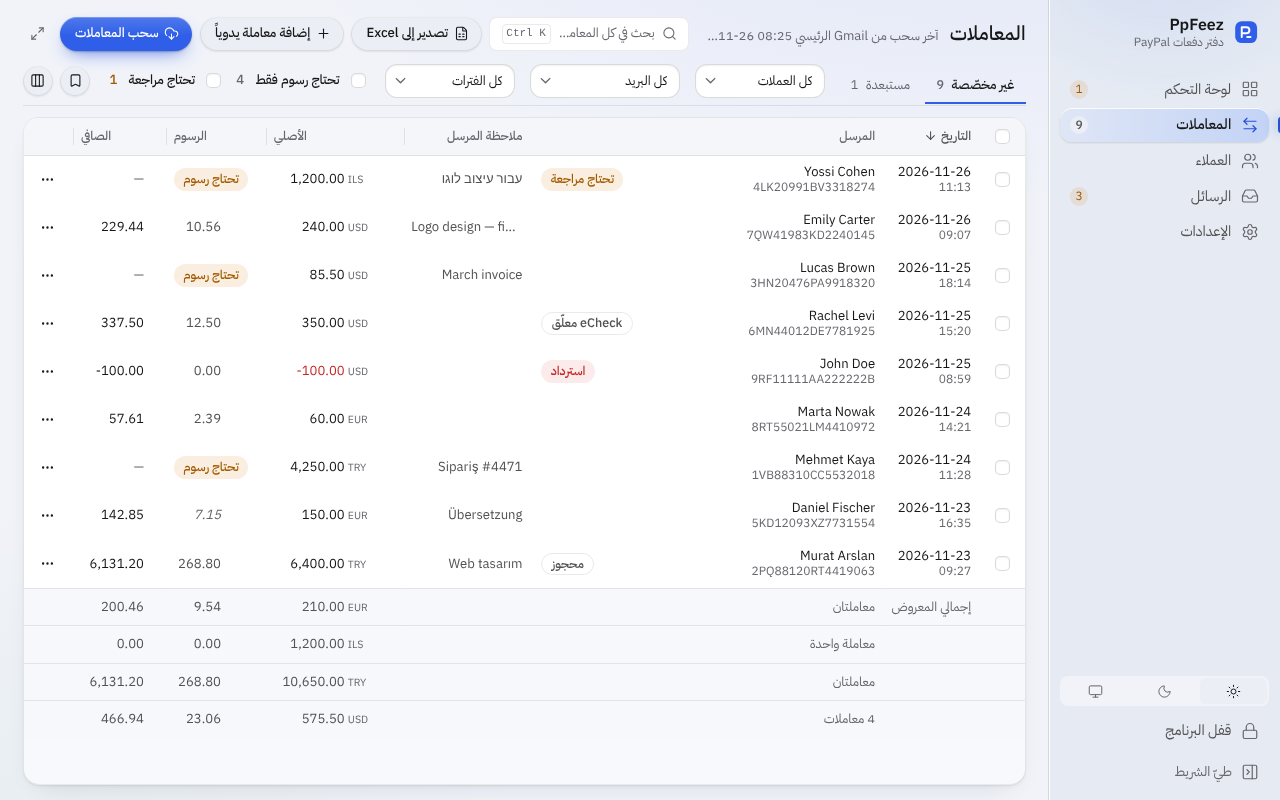 PpFeez
دفتر دفعات PayPal
لوحة التحكم 1
المعاملات 9
العملاء
الرسائل 3
الإعدادات
قفل البرنامج
طيّ الشريط
المعاملات
آخر سحب من Gmail الرئيسي 08:25 26-11...
بحث في كل المعام... Ctrl K
تصدير إلى Excel
إضافة معاملة يدوياً
سحب المعاملات
غير مخصّصة 9
مستبعدة 1
كل العملات
كل البريد
كل الفترات
تحتاج رسوم فقط 4
تحتاج مراجعة 1
التاريخ ↓ المرسل ملاحظة المرسل الأصلي الرسوم الصافي
2026-11-26 Yossi Cohen تحتاج مراجعة עבור עיצוב לוגו 1,200.00 ILS تحتاج رسوم —
11:13 4LK20991BV3318274
2026-11-26 Emily Carter Logo design — fi... 240.00 USD 10.56 229.44
09:07 7QW41983KD2240145
2026-11-25 Lucas Brown March invoice 85.50 USD تحتاج رسوم —
18:14 3HN20476PA9918320
2026-11-25 Rachel Levi eCheck معلّق 350.00 USD 12.50 337.50
15:20 6MN44012DE7781925
2026-11-25 John Doe استرداد -100.00 USD 0.00 -100.00
08:59 9RF11111AA222222B
2026-11-24 Marta Nowak 60.00 EUR 2.39 57.61
14:21 8RT55021LM4410972
2026-11-24 Mehmet Kaya Sipariş #4471 4,250.00 TRY تحتاج رسوم —
11:28 1VB88310CC5532018
2026-11-23 Daniel Fischer Übersetzung 150.00 EUR 7.15 142.85
16:35 5KD12093XZ7731554
2026-11-23 Murat Arslan محجوز Web tasarım 6,400.00 TRY 268.80 6,131.20
09:27 2PQ88120RT4419063
إجمالي المعروض معاملتان 210.00 EUR 9.54 200.46
معاملة واحدة 1,200.00 ILS 0.00 0.00
معاملتان 10,650.00 TRY 268.80 6,131.20
4 معاملات 575.50 USD 23.06 466.94